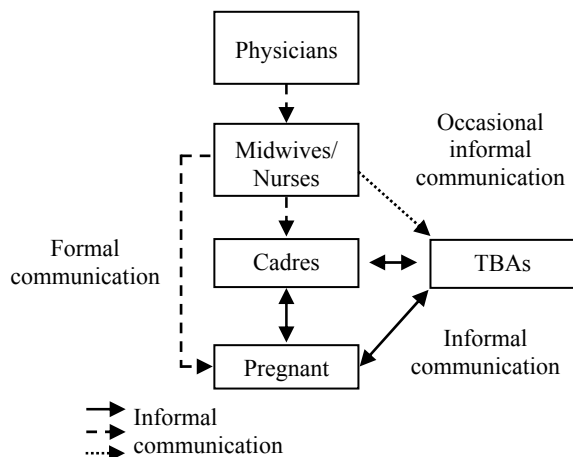 Physicians
Midwives/
Nurses
Occasional
informal
communication
Formal
communication
Cadres
TBAs
Informal
communication
Pregnant
Informal
communication